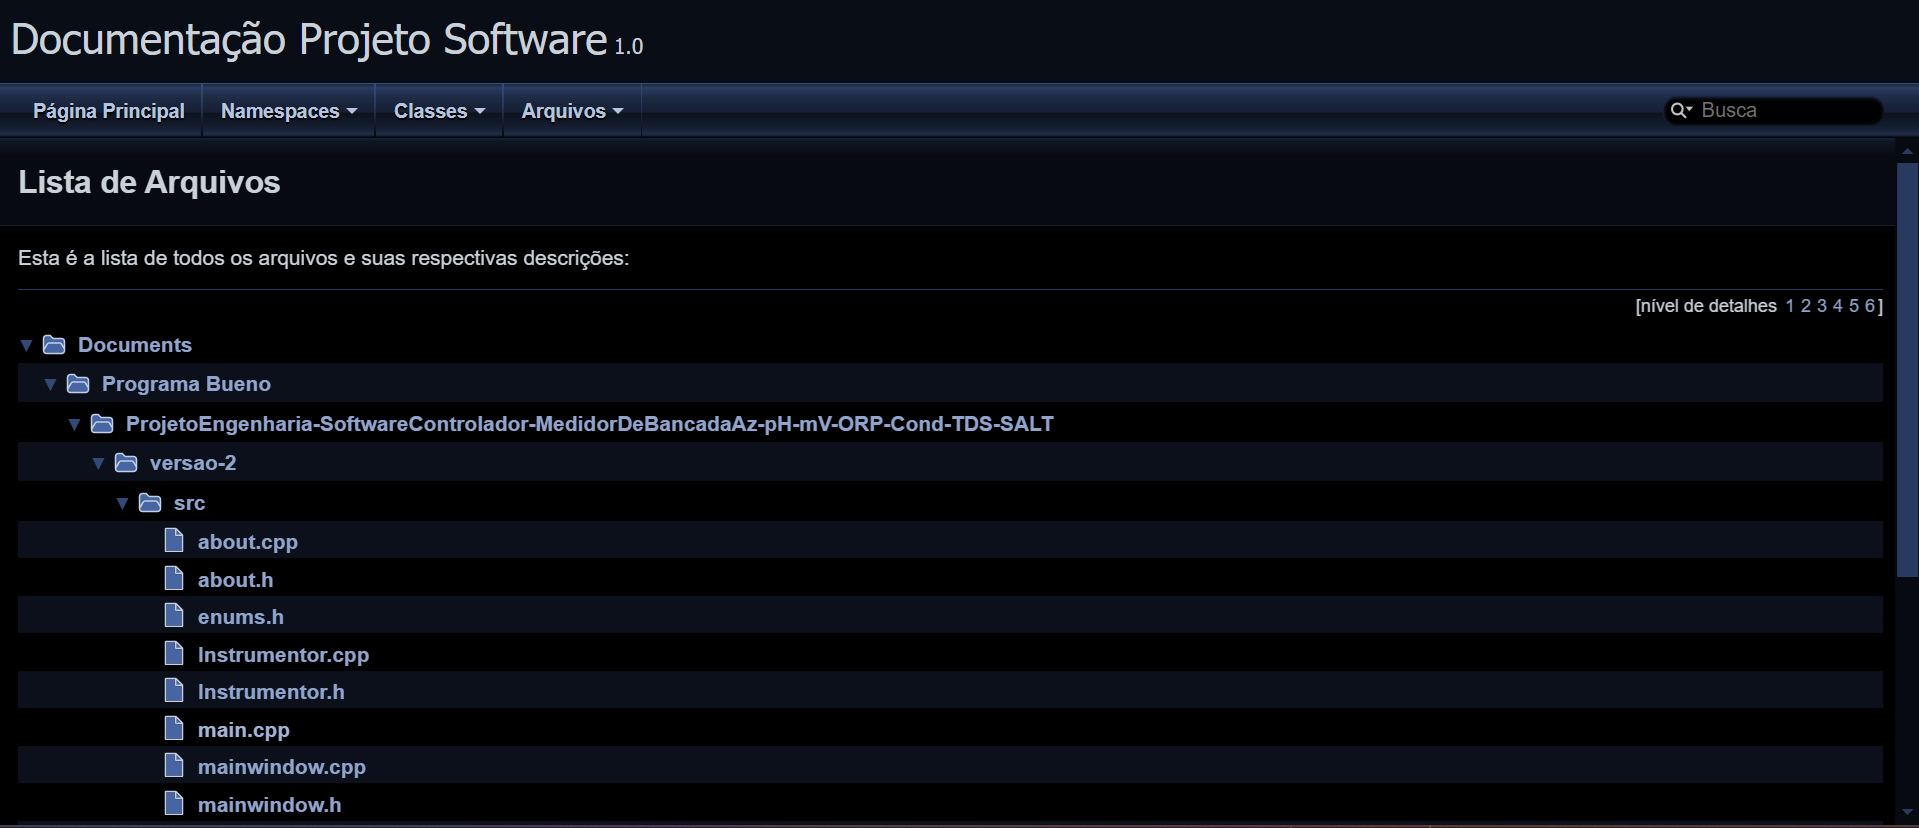 Documentação Projeto Software 1.0
Página Principal Namespaces Classes Arquivos Busca
Lista de Arquivos
Esta é a lista de todos os arquivos e suas respectivas descrições:
[nível de detalhes 1 2 3 4 5 6]
Documents
Programa Bueno
ProjetoEngenharia-SoftwareControlador-MedidorDeBancadaAz-pH-mV-ORP-Cond-TDS-SALT
versao-2
src
about.cpp
about.h
enums.h
Instrumentor.cpp
Instrumentor.h
main.cpp
mainwindow.cpp
mainwindow.h